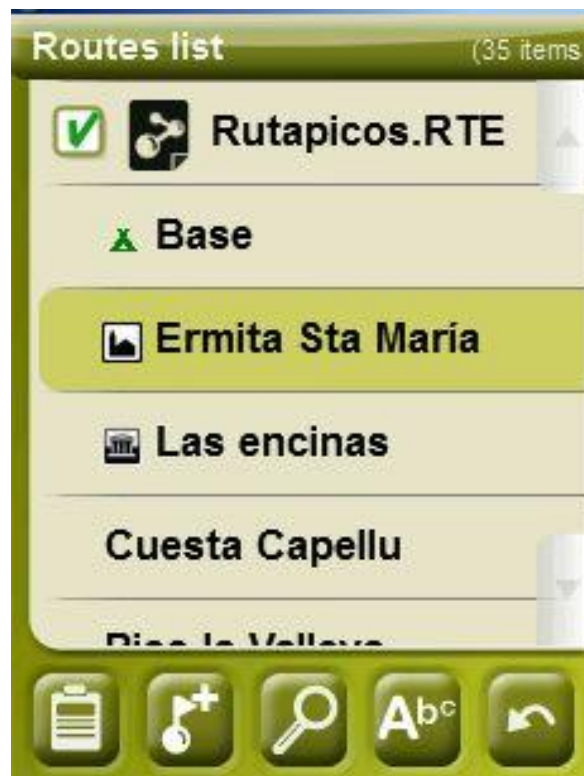 Routes list
(35 items
Rutapicos.RTE
Base
Ermita Sta María
Las encinas
Cuesta Capellu
Abc